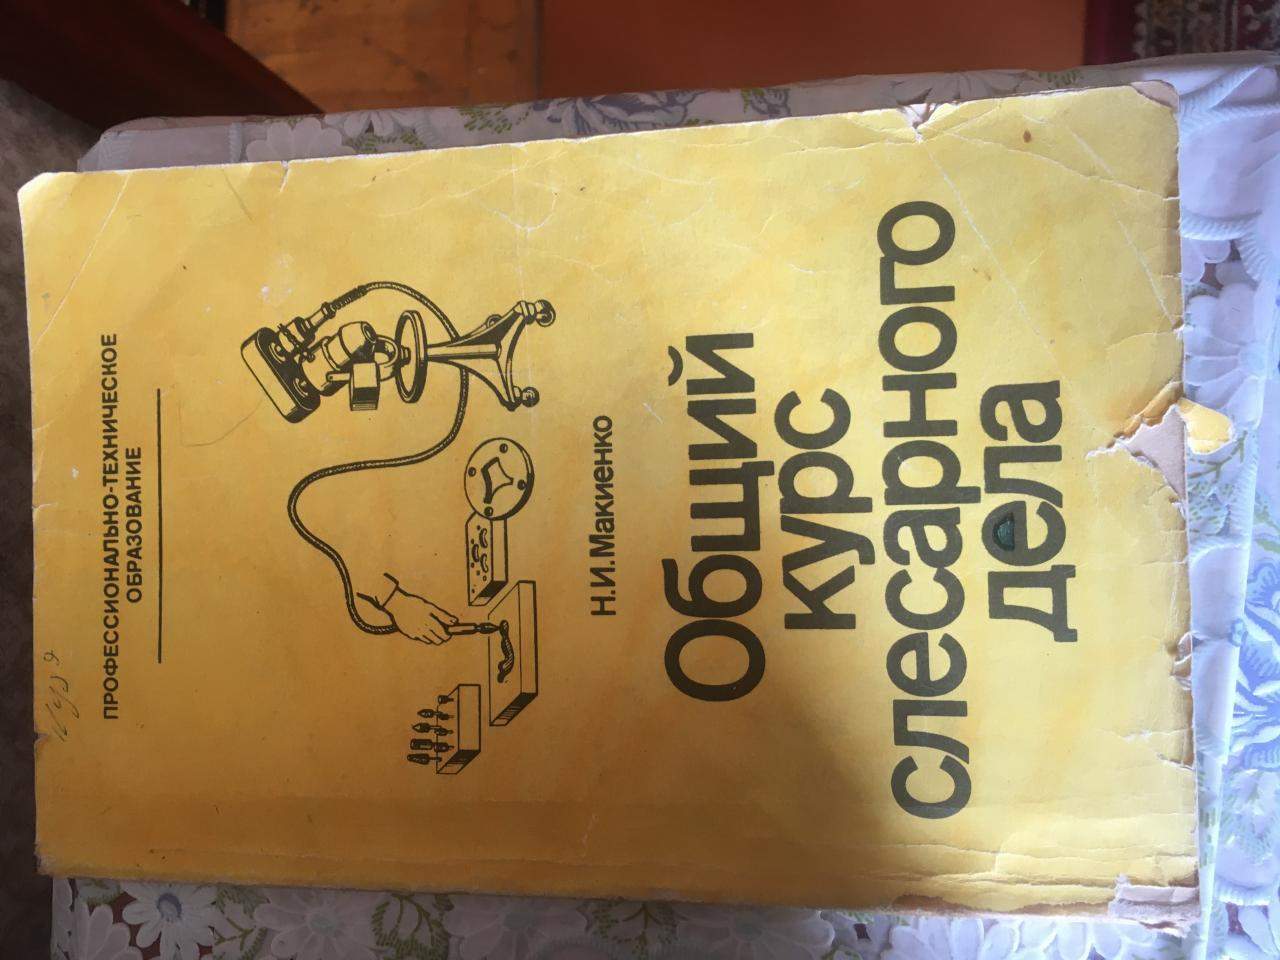 ПРОФЕССИОНАЛЬНО-ТЕХНИЧЕСКОЕ
ОБРАЗОВАНИЕ
Н.И.Макиенко
Общий
курс
слесарного
дела